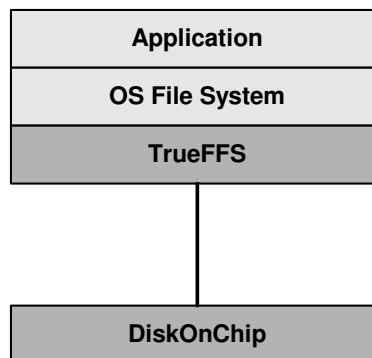 Application
OS File System
TrueFFS
DiskOnChip